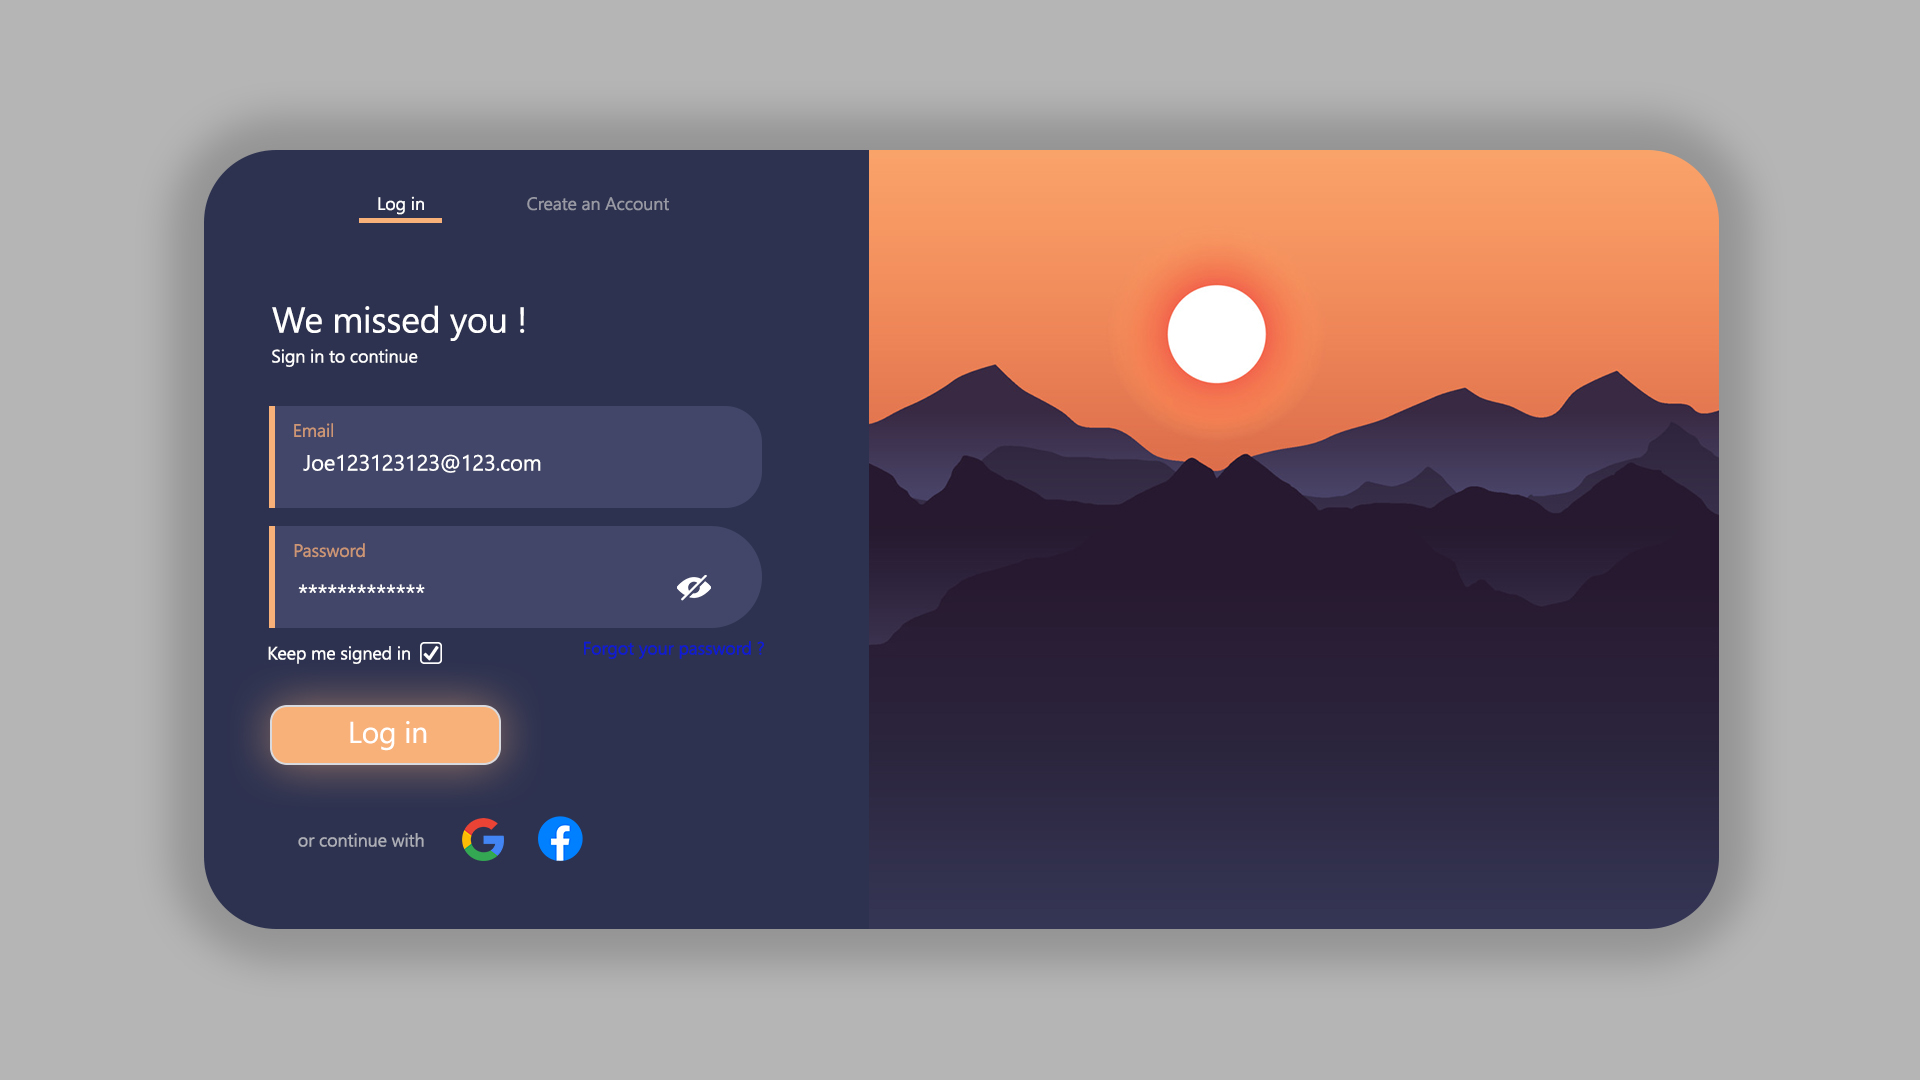 Log in
Create an Account
We missed you !
Sign in to continue
Email
Joe123123123@123.com
Password
*************
Keep me signed in
Forgot your password ?
Log in
or continue with